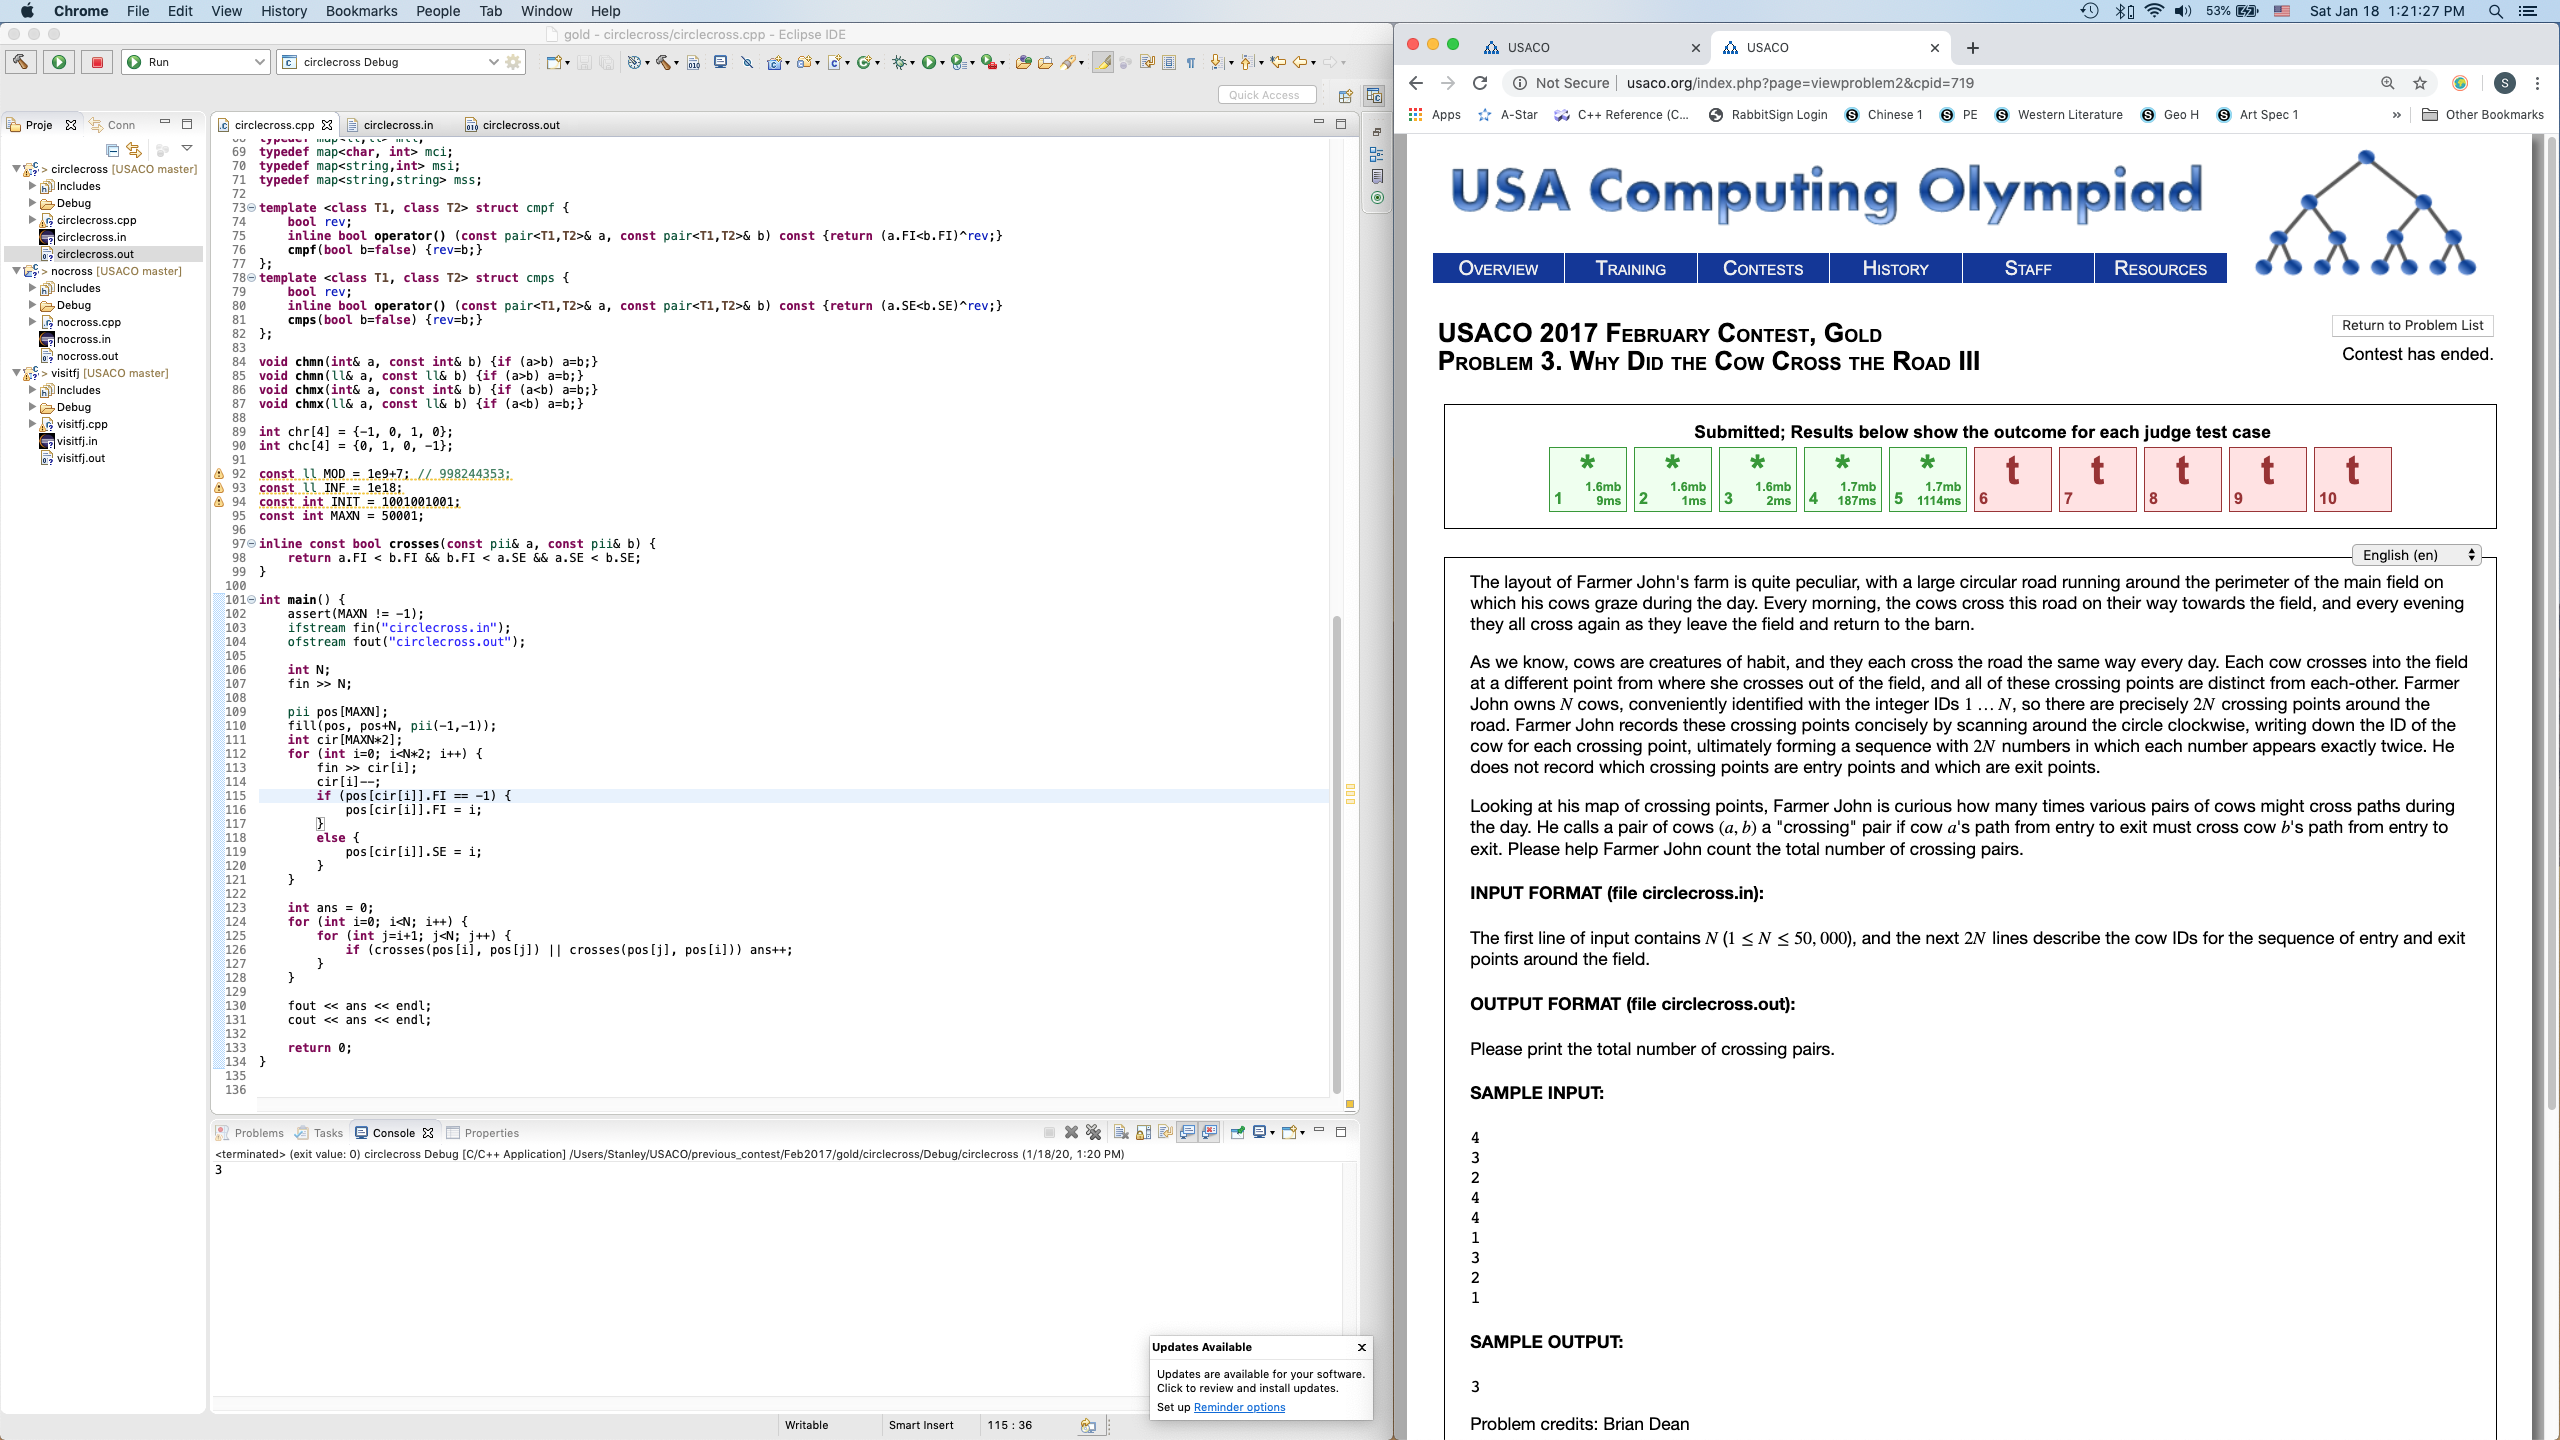 Chrome File Edit View History Bookmarks People Tab Window Help
53% Sat Jan 18 1:21:27 PM
gold - circlecross/circlecross.cpp - Eclipse IDE
Run
circlecross Debug
Quick Access
Proje
Conn
circlecross [USACO master]
Includes
Debug
circlecross.cpp
circlecross.in
circlecross.out
> nocross [USACO master]
Includes
Debug
nocross.cpp
nocross.in
nocross.out
> visitfj [USACO master]
Includes
Debug
visitfj.cpp
visitfj.in
visitfj.out
circlecross.cpp
circlecross.in
circlecross.out
69 typedef map<char, int> mci;
70 typedef map<string,int> msi;
71 typedef map<string,string> mss;
72
73 template <class T1, class T2> struct cmpf {
74 bool rev;
75 inline bool operator() (const pair<T1,T2>& a, const pair<T1,T2>& b) const {return (a.FI<b.FI)^rev;}
76 cmpf(bool b=false) {rev=b;}
77 };
78 template <class T1, class T2> struct cmps {
79 bool rev;
80 inline bool operator() (const pair<T1,T2>& a, const pair<T1,T2>& b) const {return (a.SE<b.SE)^rev;}
81 cmps(bool b=false) {rev=b;}
82 };
83
84 void chmn(int& a, const int& b) {if (a>b) a=b;}
85 void chmn(ll& a, const ll& b) {if (a>b) a=b;}
86 void chmx(int& a, const int& b) {if (a<b) a=b;}
87 void chmx(ll& a, const ll& b) {if (a<b) a=b;}
88
89 int chr[4] = {-1, 0, 1, 0};
90 int chc[4] = {0, 1, 0, -1};
91
92 const ll MOD = 1e9+7; // 998244353;
93 const ll INF = 1e18;
94 const int INIT = 1001001001;
95 const int MAXN = 50001;
96
97 inline const bool crosses(const pii& a, const pii& b) {
98 return a.FI < b.FI && b.FI < a.SE && a.SE < b.SE;
99 }
100
101 int main() {
102 assert(MAXN != -1);
103 ifstream fin("circlecross.in");
104 ofstream fout("circlecross.out");
105
106 int N;
107 fin >> N;
108
109 pii pos[MAXN];
110 fill(pos, pos+N, pii(-1,-1));
111 int cir[MAXN*2];
112 for (int i=0; i<N*2; i++) {
113 fin >> cir[i];
114 cir[i]--;
115 if (pos[cir[i]].FI == -1) {
116 pos[cir[i]].FI = i;
117 }
118 else {
119 pos[cir[i]].SE = i;
120 }
121 }
122
123 int ans = 0;
124 for (int i=0; i<N; i++) {
125 for (int j=i+1; j<N; j++) {
126 if (crosses(pos[i], pos[j]) || crosses(pos[j], pos[i])) ans++;
127 }
128 }
129
130 fout << ans << endl;
131 cout << ans << endl;
132
133 return 0;
134 }
135
136
Problems Tasks Console Properties
<terminated> (exit value: 0) circlecross Debug [C/C++ Application] /Users/Stanley/USACO/previous_contest/Feb2017/gold/circlecross/Debug/circlecross (1/18/20, 1:20 PM)
3
Updates Available x
Updates are available for your software.
Click to review and install updates.
Set up Reminder options
Writable Smart Insert 115 : 36
USACO
USACO
Not Secure | usaco.org/index.php?page=viewproblem2&cpid=719
S
Apps A-Star C++ Reference (C... RabbitSign Login Chinese 1 PE Western Literature Geo H Art Spec 1 » Other Bookmarks
USA Computing Olympiad
OVERVIEW TRAINING CONTESTS HISTORY STAFF RESOURCES
USACO 2017 FEBRUARY CONTEST, GOLD
PROBLEM 3. WHY DID THE COW CROSS THE ROAD III
Return to Problem List
Contest has ended.
Submitted; Results below show the outcome for each judge test case
* * * * * t t t t t
1.6mb 1.6mb 1.6mb 1.7mb 1.7mb
1 9ms 2 1ms 3 2ms 4 187ms 5 1114ms 6 7 8 9 10
English (en)
The layout of Farmer John's farm is quite peculiar, with a large circular road running around the perimeter of the main field on
which his cows graze during the day. Every morning, the cows cross this road on their way towards the field, and every evening
they all cross again as they leave the field and return to the barn.
As we know, cows are creatures of habit, and they each cross the road the same way every day. Each cow crosses into the field
at a different point from where she crosses out of the field, and all of these crossing points are distinct from each-other. Farmer
John owns N cows, conveniently identified with the integer IDs 1 … N, so there are precisely 2N crossing points around the
road. Farmer John records these crossing points concisely by scanning around the circle clockwise, writing down the ID of the
cow for each crossing point, ultimately forming a sequence with 2N numbers in which each number appears exactly twice. He
does not record which crossing points are entry points and which are exit points.
Looking at his map of crossing points, Farmer John is curious how many times various pairs of cows might cross paths during
the day. He calls a pair of cows (a, b) a "crossing" pair if cow a's path from entry to exit must cross cow b's path from entry to
exit. Please help Farmer John count the total number of crossing pairs.
INPUT FORMAT (file circlecross.in):
The first line of input contains N (1 ≤ N ≤ 50, 000), and the next 2N lines describe the cow IDs for the sequence of entry and exit
points around the field.
OUTPUT FORMAT (file circlecross.out):
Please print the total number of crossing pairs.
SAMPLE INPUT:
4
3
2
4
4
1
3
2
1
SAMPLE OUTPUT:
3
Problem credits: Brian Dean